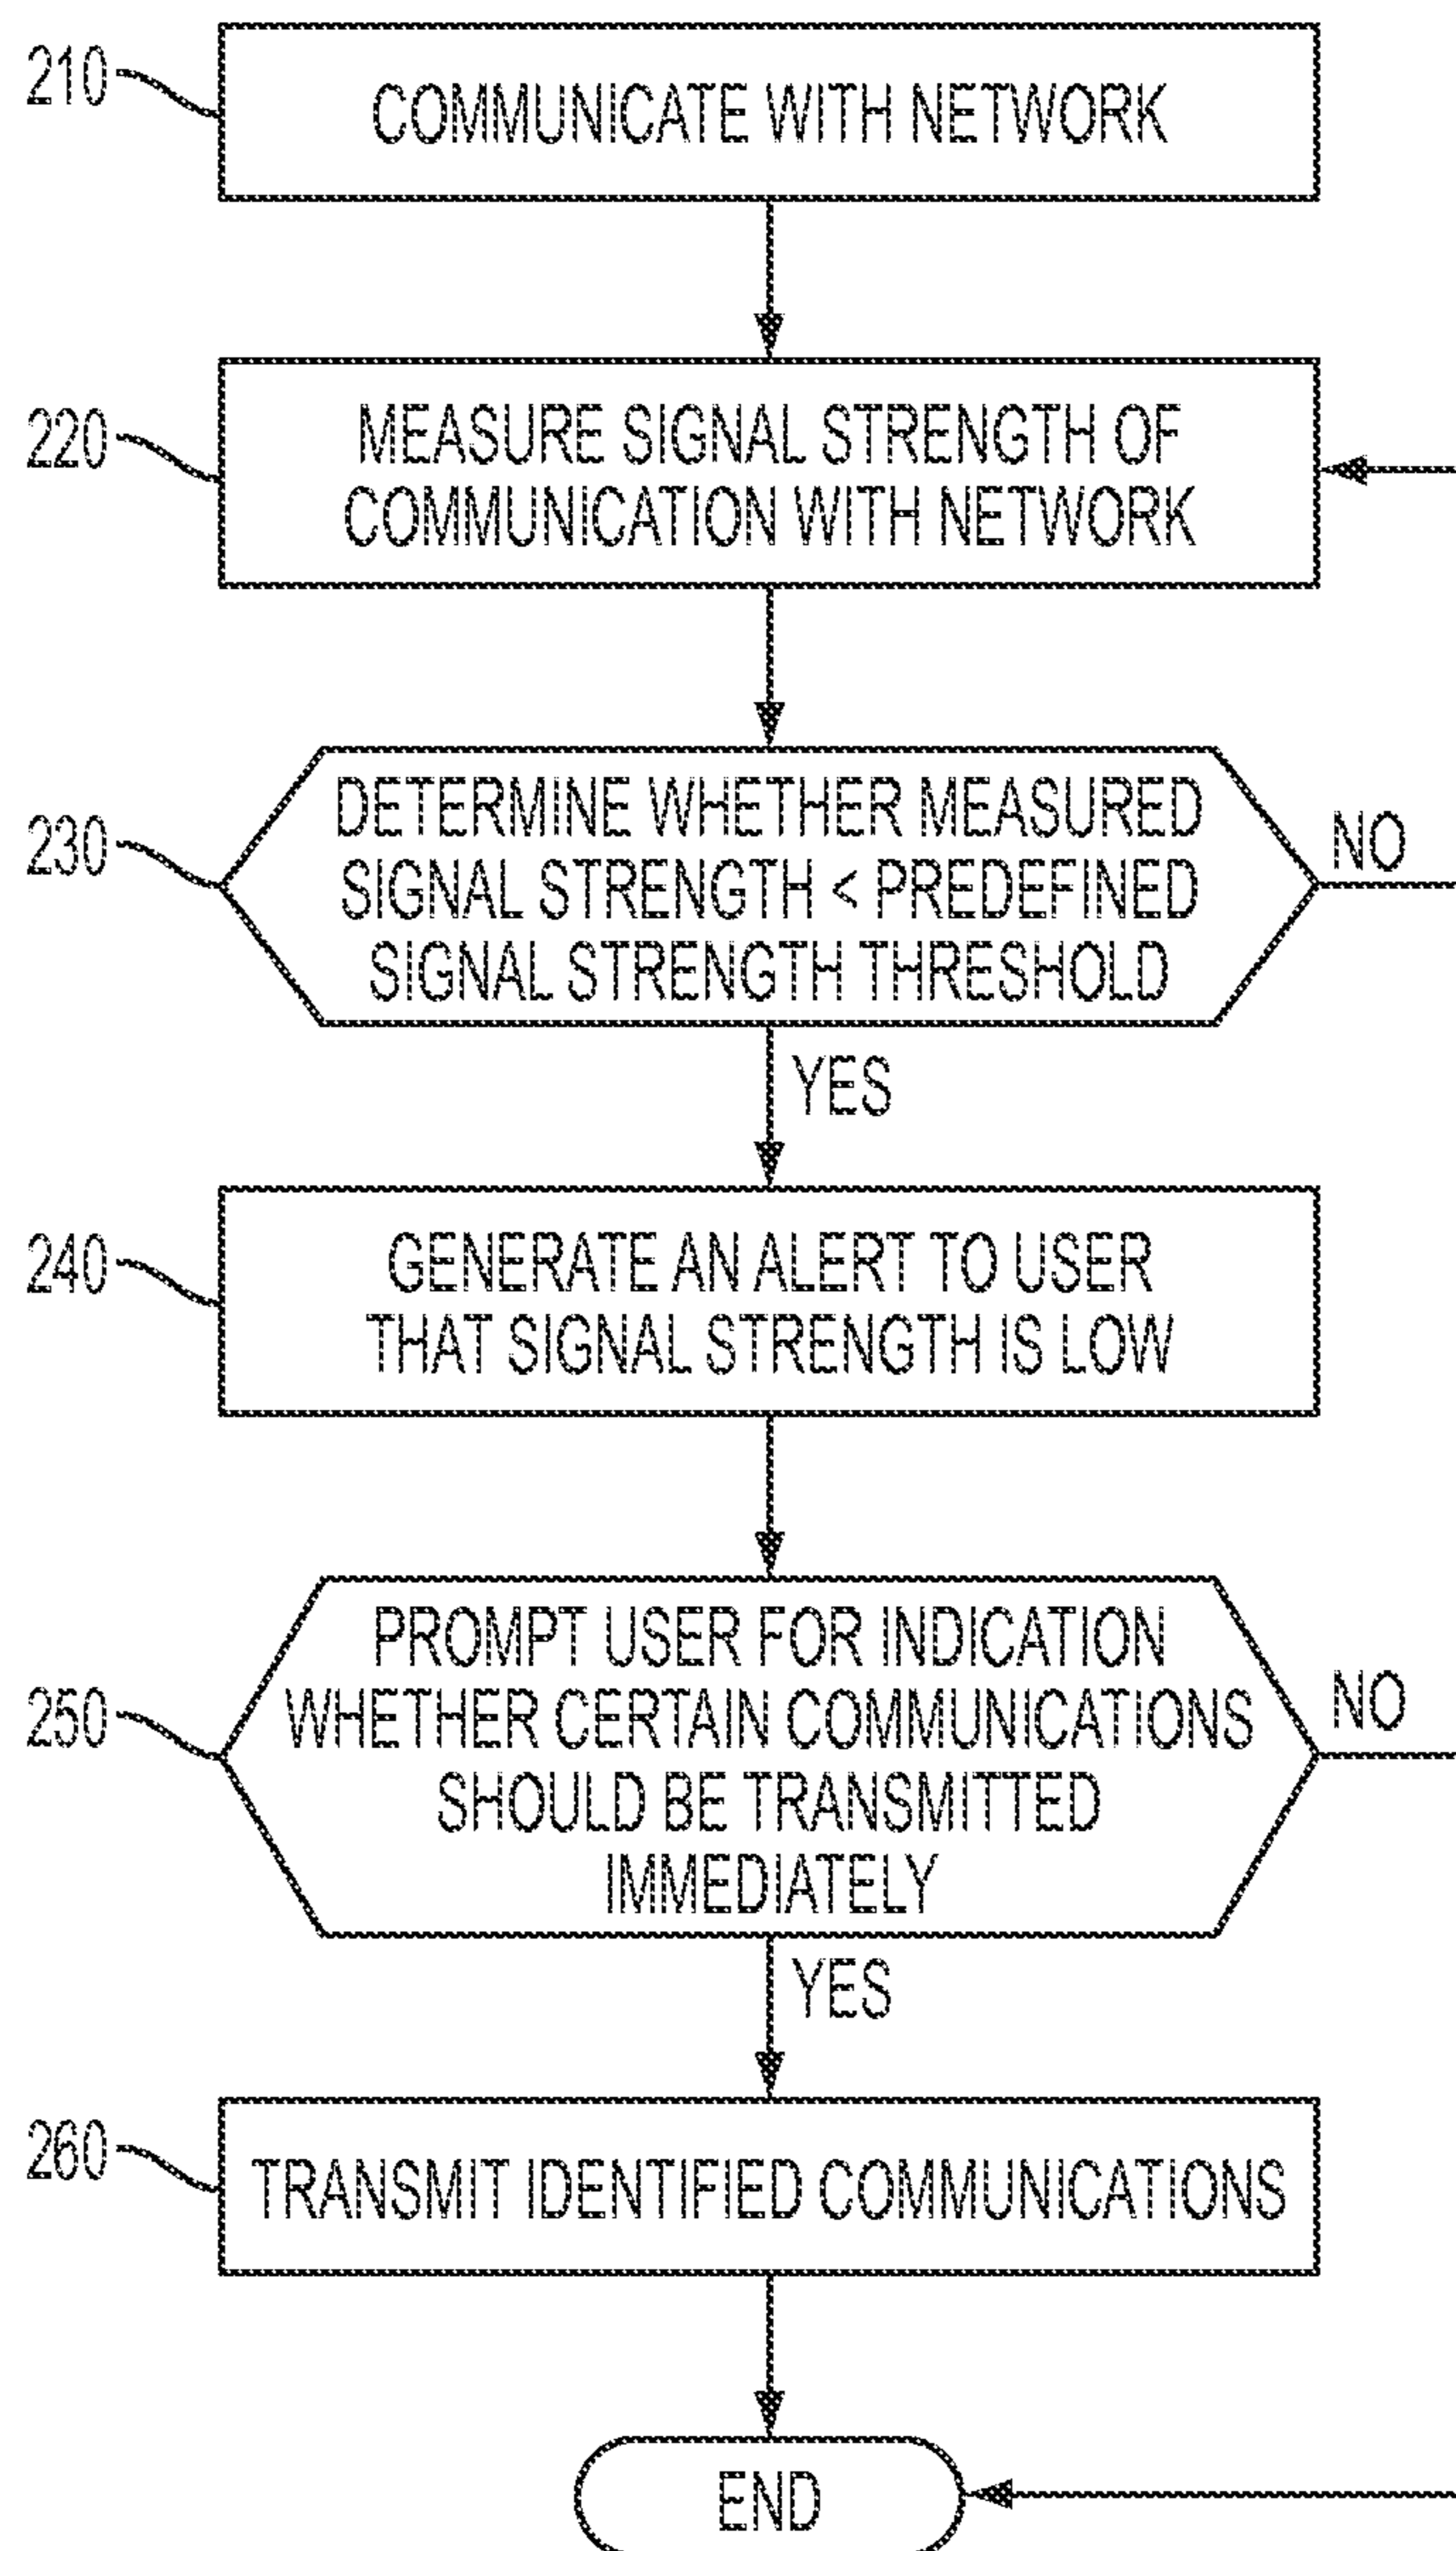 210
COMMUNICATE WITH NETWORK
220
MEASURE SIGNAL STRENGTH OF
COMMUNICATION WITH NETWORK
230
DETERMINE WHETHER MEASURED
SIGNAL STRENGTH < PREDEFINED
SIGNAL STRENGTH THRESHOLD
NO
YES
240
GENERATE AN ALERT TO USER
THAT SIGNAL STRENGTH IS LOW
250
PROMPT USER FOR INDICATION
WHETHER CERTAIN COMMUNICATIONS
SHOULD BE TRANSMITTED
IMMEDIATELY
NO
YES
260
TRANSMIT IDENTIFIED COMMUNICATIONS
END